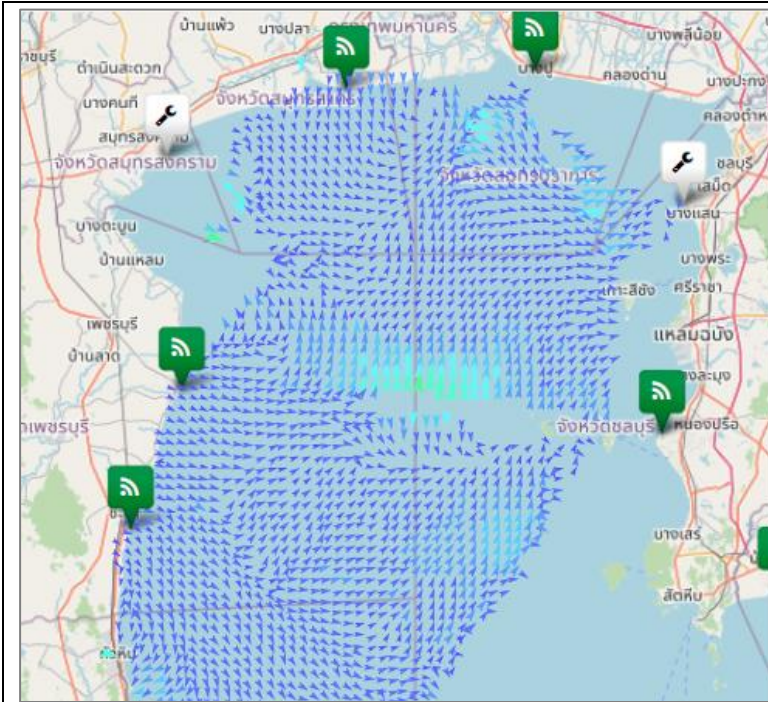 บ้านแพ้ว
บางปลา
กรุงเทพมหานคร
บางพลีน้อย
ดำเนินสะดวก
บางปู
คลองด่าน
บางปะกง
บางคนที
จังหวัดสมุทรสาคร
จังหวัดสมุทรสงคราม
ชลบุรี
จังหวัดสมุทรปราการ
เสม็ด
บางแสน
บางตะบูน
บ้านแหลม
บางพระ
เกาะสีชัง
ศรีราชา
เพชรบุรี
แหลมฉบัง
บ้านลาด
จังหวัดชลบุรี
หนองปรือ
บางเสร่
สัตหีบ